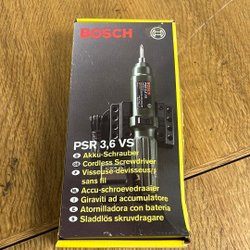 BOSCH
PSR 3,6 VS
Akku-Schrauber
Cordless Screwdriver
Visseuse-dévisseuse
sans fil
Accu-schroevedraaier
Giraviti ad accumulatore
Atornilladora con batería
Sladdlös skruvdragare